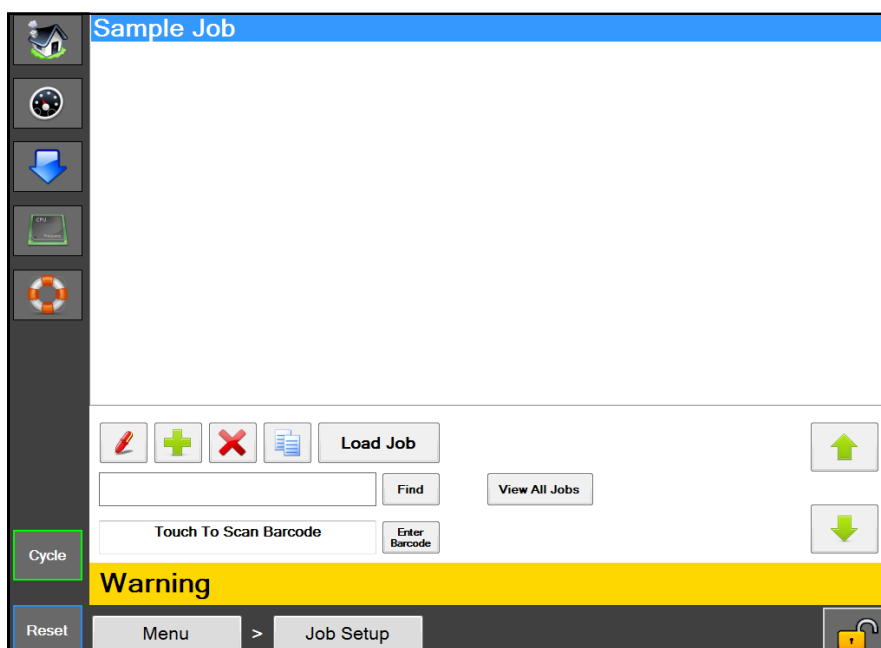 Sample Job
CPU
Load Job
Find
View All Jobs
Touch To Scan Barcode
Enter
Barcode
Cycle
Warning
Reset
Menu
>
Job Setup